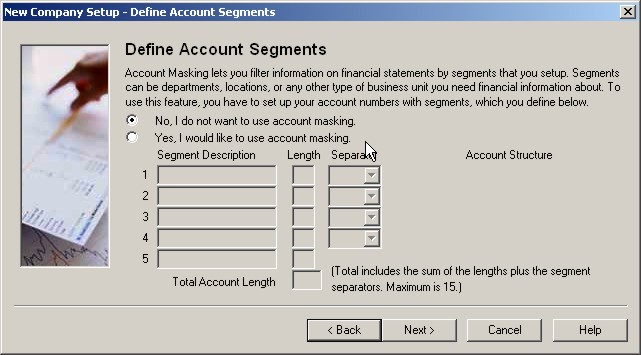 New Company Setup - Define Account Segments
Define Account Segments
Account Masking lets you filter information on financial statements by segments that you setup. Segments
can be departments, locations, or any other type of business unit you need financial information about. To
use this feature, you have to set up your account numbers with segments, which you define below.
No, I do not want to use account masking.
Yes, I would like to use account masking.
Segment Description Length Separator Account Structure
1
2
3
4
5
Total Account Length (Total includes the sum of the lengths plus the segment
separators. Maximum is 15.)
< Back Next > Cancel Help